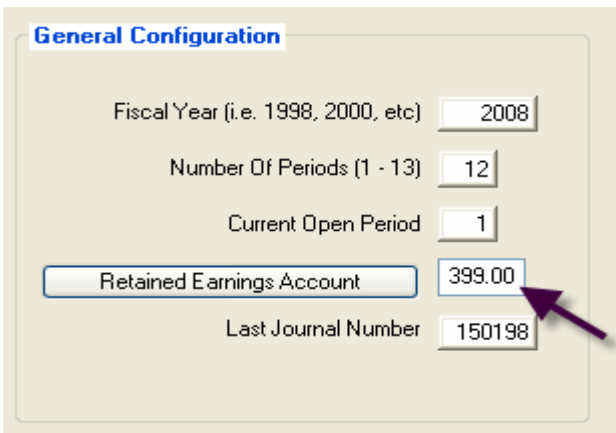 General Configuration
Fiscal Year (i.e. 1998, 2000, etc) 2008
Number Of Periods (1 - 13) 12
Current Open Period 1
Retained Earnings Account 399.00
Last Journal Number 150198